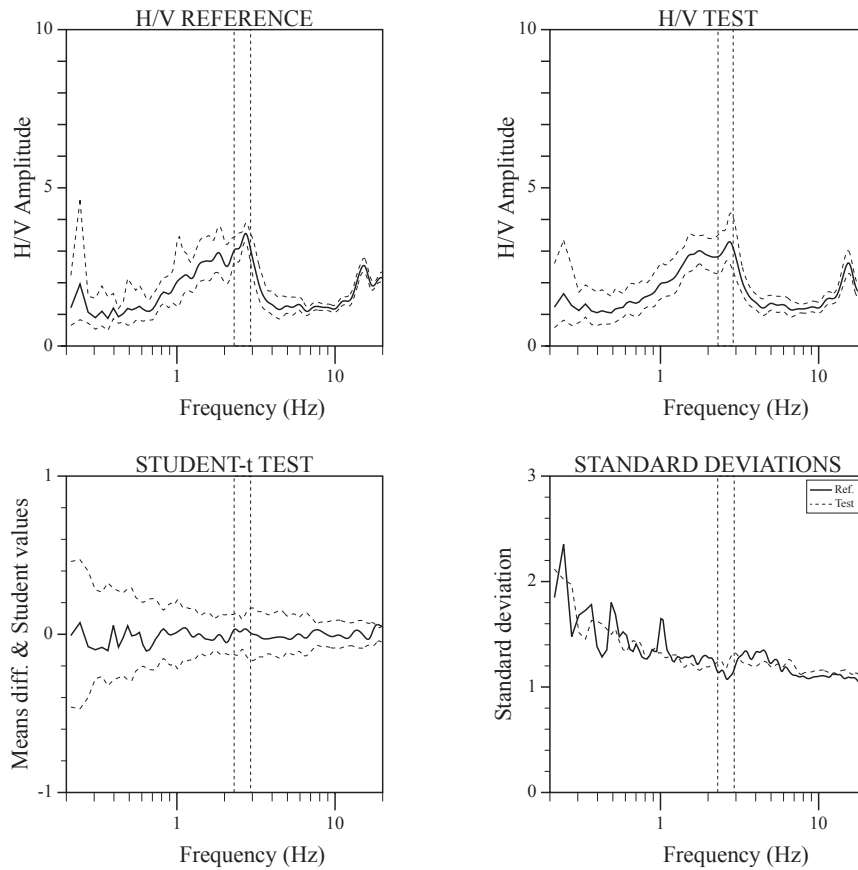 H/V REFERENCE
10
5
0
H/V Amplitude
1
10
Frequency (Hz)
H/V TEST
10
5
0
H/V Amplitude
1
10
Frequency (Hz)
STUDENT-t TEST
1
0
-1
Means diff. & Student values
1
10
Frequency (Hz)
STANDARD DEVIATIONS
3
2
1
0
Standard deviation
Ref.
Test
1
10
Frequency (Hz)